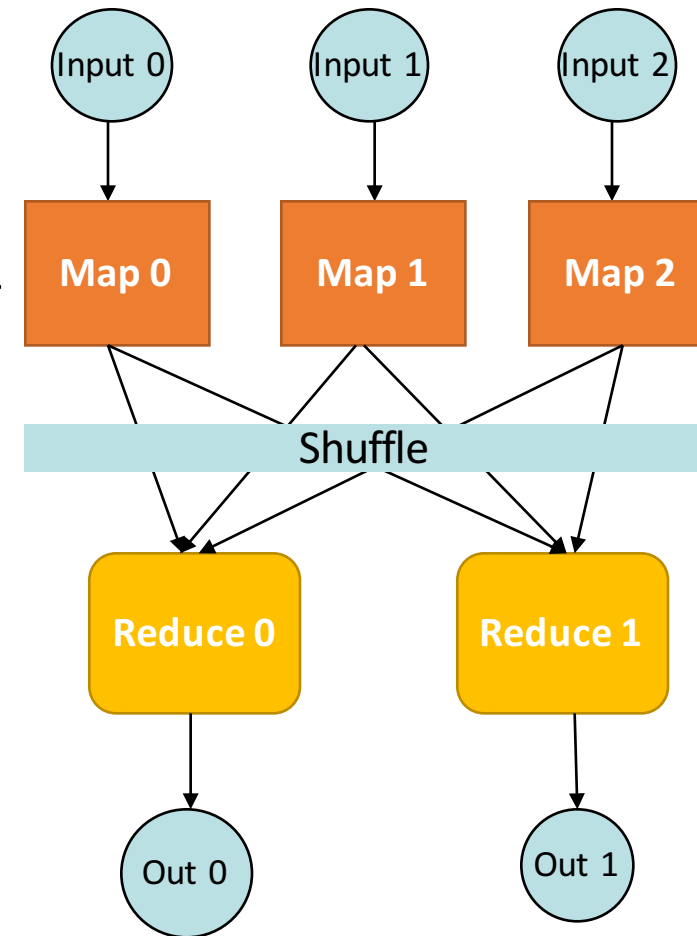 Input 0
Input 1
Input 2
Map 0
Map 1
Map 2
Shuffle
Reduce 0
Reduce 1
Out 0
Out 1